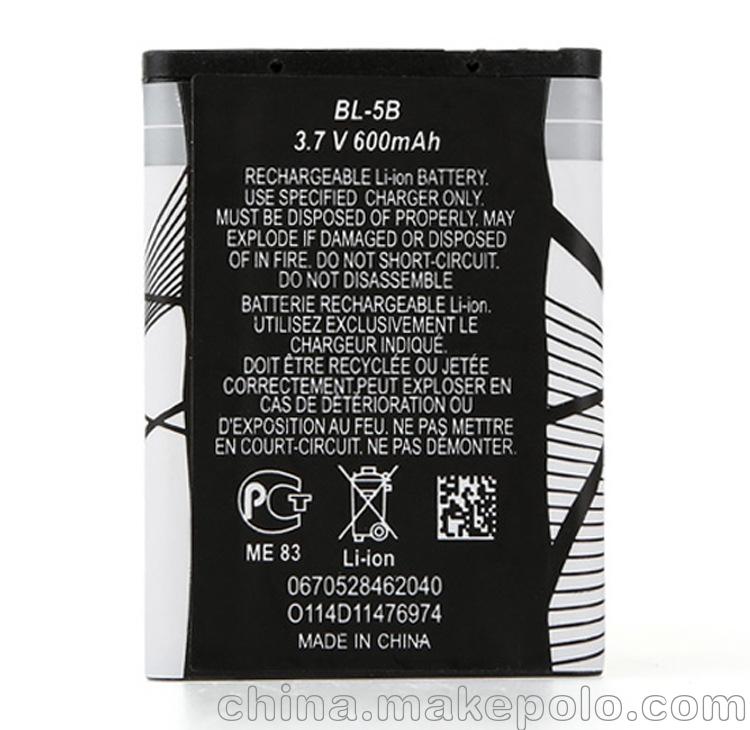 BL-5B
3.7 V 600mAh
RECHARGEABLE Li-ion BATTERY.
USE SPECIFIED CHARGER ONLY.
MUST BE DISPOSED OF PROPERLY. MAY
EXPLODE IF DAMAGED OR DISPOSED
OF IN FIRE. DO NOT SHORT-CIRCUIT.
DO NOT DISASSEMBLE
BATTERIE RECHARGEABLE Li-ion.
UTILISEZ EXCLUSIVEMENT LE
CHARGEUR INDIQUÉ.
DOIT ÊTRE RECYCLÉE OU JETÉE
CORRECTEMENT.PEUT EXPLOSER EN
CAS DE DÉTÉRIORATION OU
D'EXPOSITION AU FEU. NE PAS METTRE
EN COURT-CIRCUIT. NE PAS DÉMONTER.
РСТ
ME 83
Li-ion
0670528462040
O114D11476974
MADE IN CHINA
china.makepolo.com